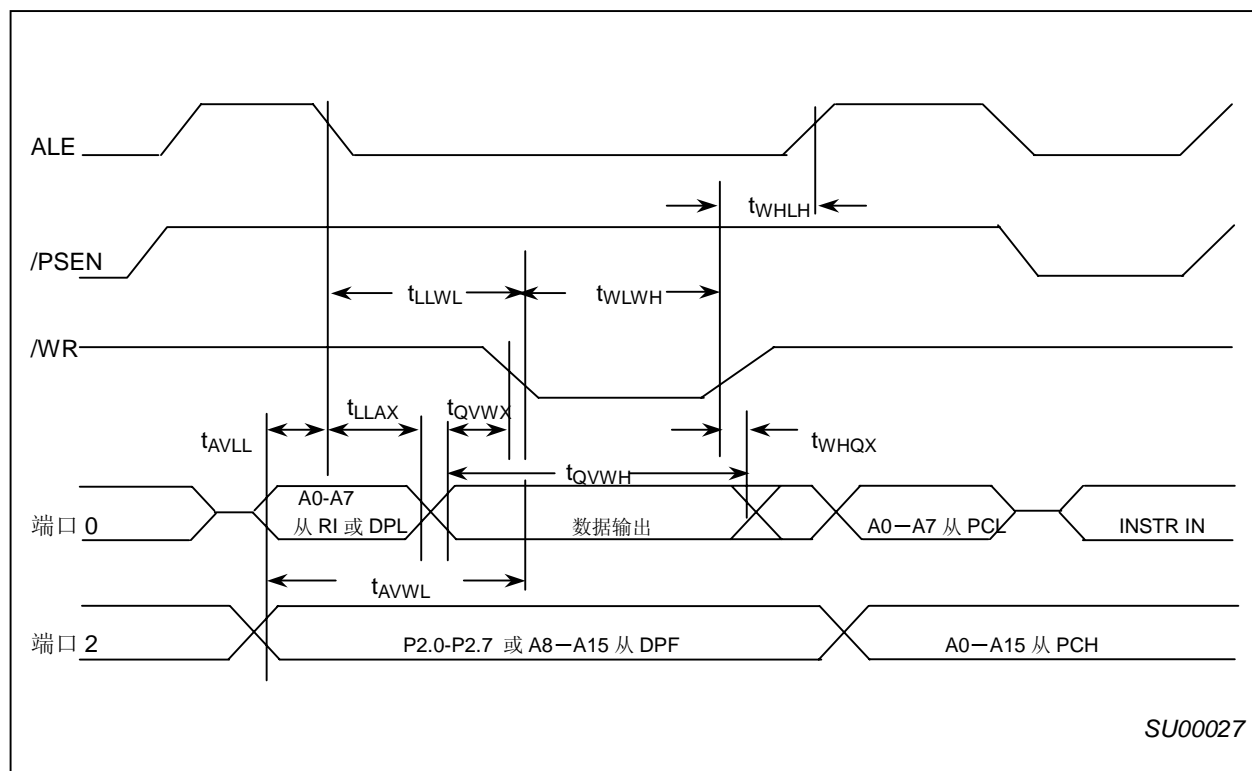 ALE
tWHLH
/PSEN
tLLWL
tWLWH
/WR
tLLAX
tQVWX
tAVLL
tWHQX
tQVWH
端口 0
A0-A7
从 RI 或 DPL
数据输出
A0－A7 从 PCL
INSTR IN
tAVWL
端口 2
P2.0-P2.7 或 A8－A15 从 DPF
A0－A15 从 PCH
SU00027